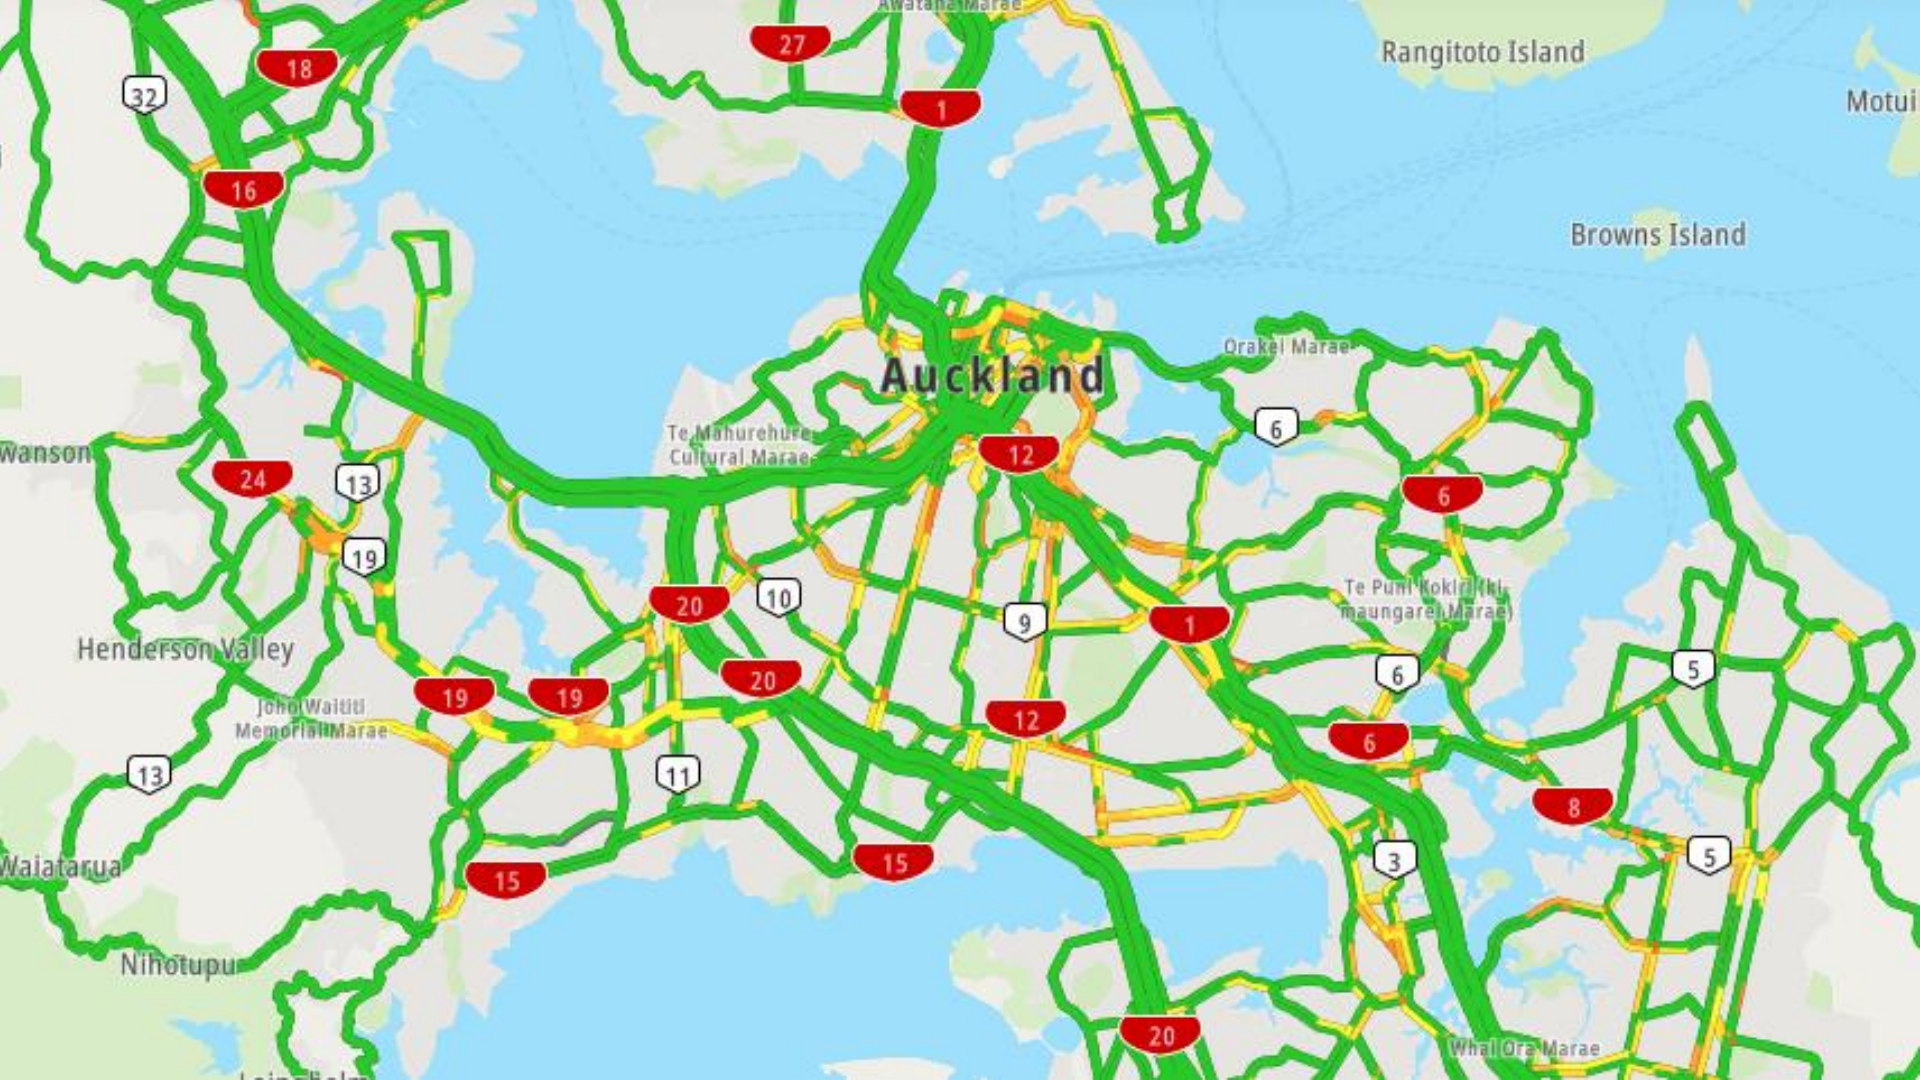 Awataha Marae
27
Rangitoto Island
18
32
Motui
1
16
Browns Island
Orakei Marae
Auckland
6
Te Mahurehure
Cultural Marae
Swanson
12
24
13
6
19
Te Puni Kokiri (ki-
maungarei Marae)
20
10
9
1
Henderson Valley
20
6
5
19
19
Joho Waititi
Memorial Marae
12
6
13
11
8
Waiatarua
15
15
3
5
Nihotupu
20
Whai Ora Marae